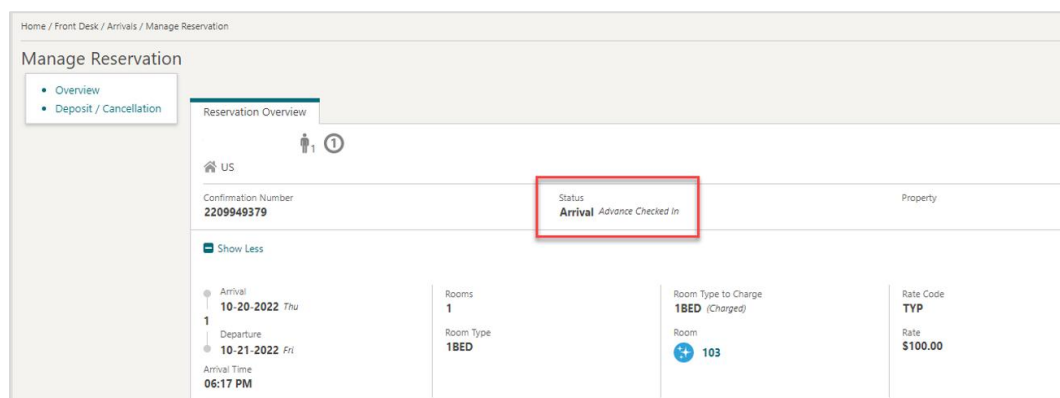 Home / Front Desk / Arrivals / Manage Reservation
Manage Reservation
Overview
Deposit / Cancellation
Reservation Overview
1 1
US
Confirmation Number
2209949379
Status
Arrival Advance Checked In
Property
Show Less
Arrival
10-20-2022 Thu
1
Departure
10-21-2022 Fri
Arrival Time
06:17 PM
Rooms
1
Room Type
1BED
Room Type to Charge
1BED (Charged)
Room
103
Rate Code
TYP
Rate
$100.00